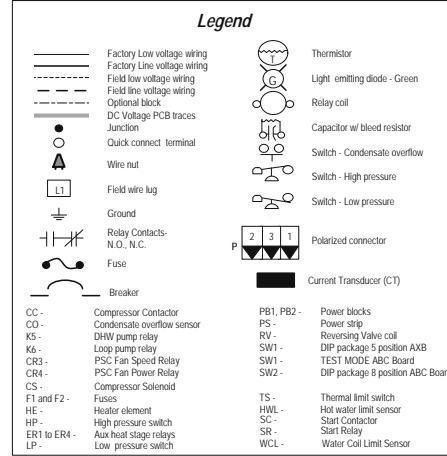 Legend
Factory Low voltage wiring
Factory Line voltage wiring
Field low voltage wiring
Field line voltage wiring
Optional block
DC Voltage PCB traces
Junction
Quick connect terminal
Wire nut
L1
Field wire lug
Ground
Relay Contacts-
N.O., N.C.
Fuse
Breaker
T
Thermistor
G
Light emitting diode - Green
Relay coil
Capacitor w/ bleed resistor
Switch - Condensate overflow
Switch - High pressure
Switch - Low pressure
P 2 3 1
Polarized connector
Current Transducer (CT)
CC - Compressor Contactor
CO - Condensate overflow sensor
K5 - DHW pump relay
K6 - Loop pump relay
CR3 - PSC Fan Speed Relay
CR4 - PSC Fan Power Relay
CS - Compressor Solenoid
F1 and F2 - Fuses
HE - Heater element
HP - High pressure switch
ER1 to ER4 - Aux heat stage relays
LP - Low pressure switch
PB1, PB2 - Power blocks
PS - Power strip
RV - Reversing Valve coil
SW1 - DIP package 5 position AXB
SW1 - TEST MODE ABC Board
SW2 - DIP package 8 position ABC Boar
TS - Thermal limit switch
HWL - Hot water limit sensor
SC - Start Contactor
SR - Start Relay
WCL - Water Coil Limit Sensor